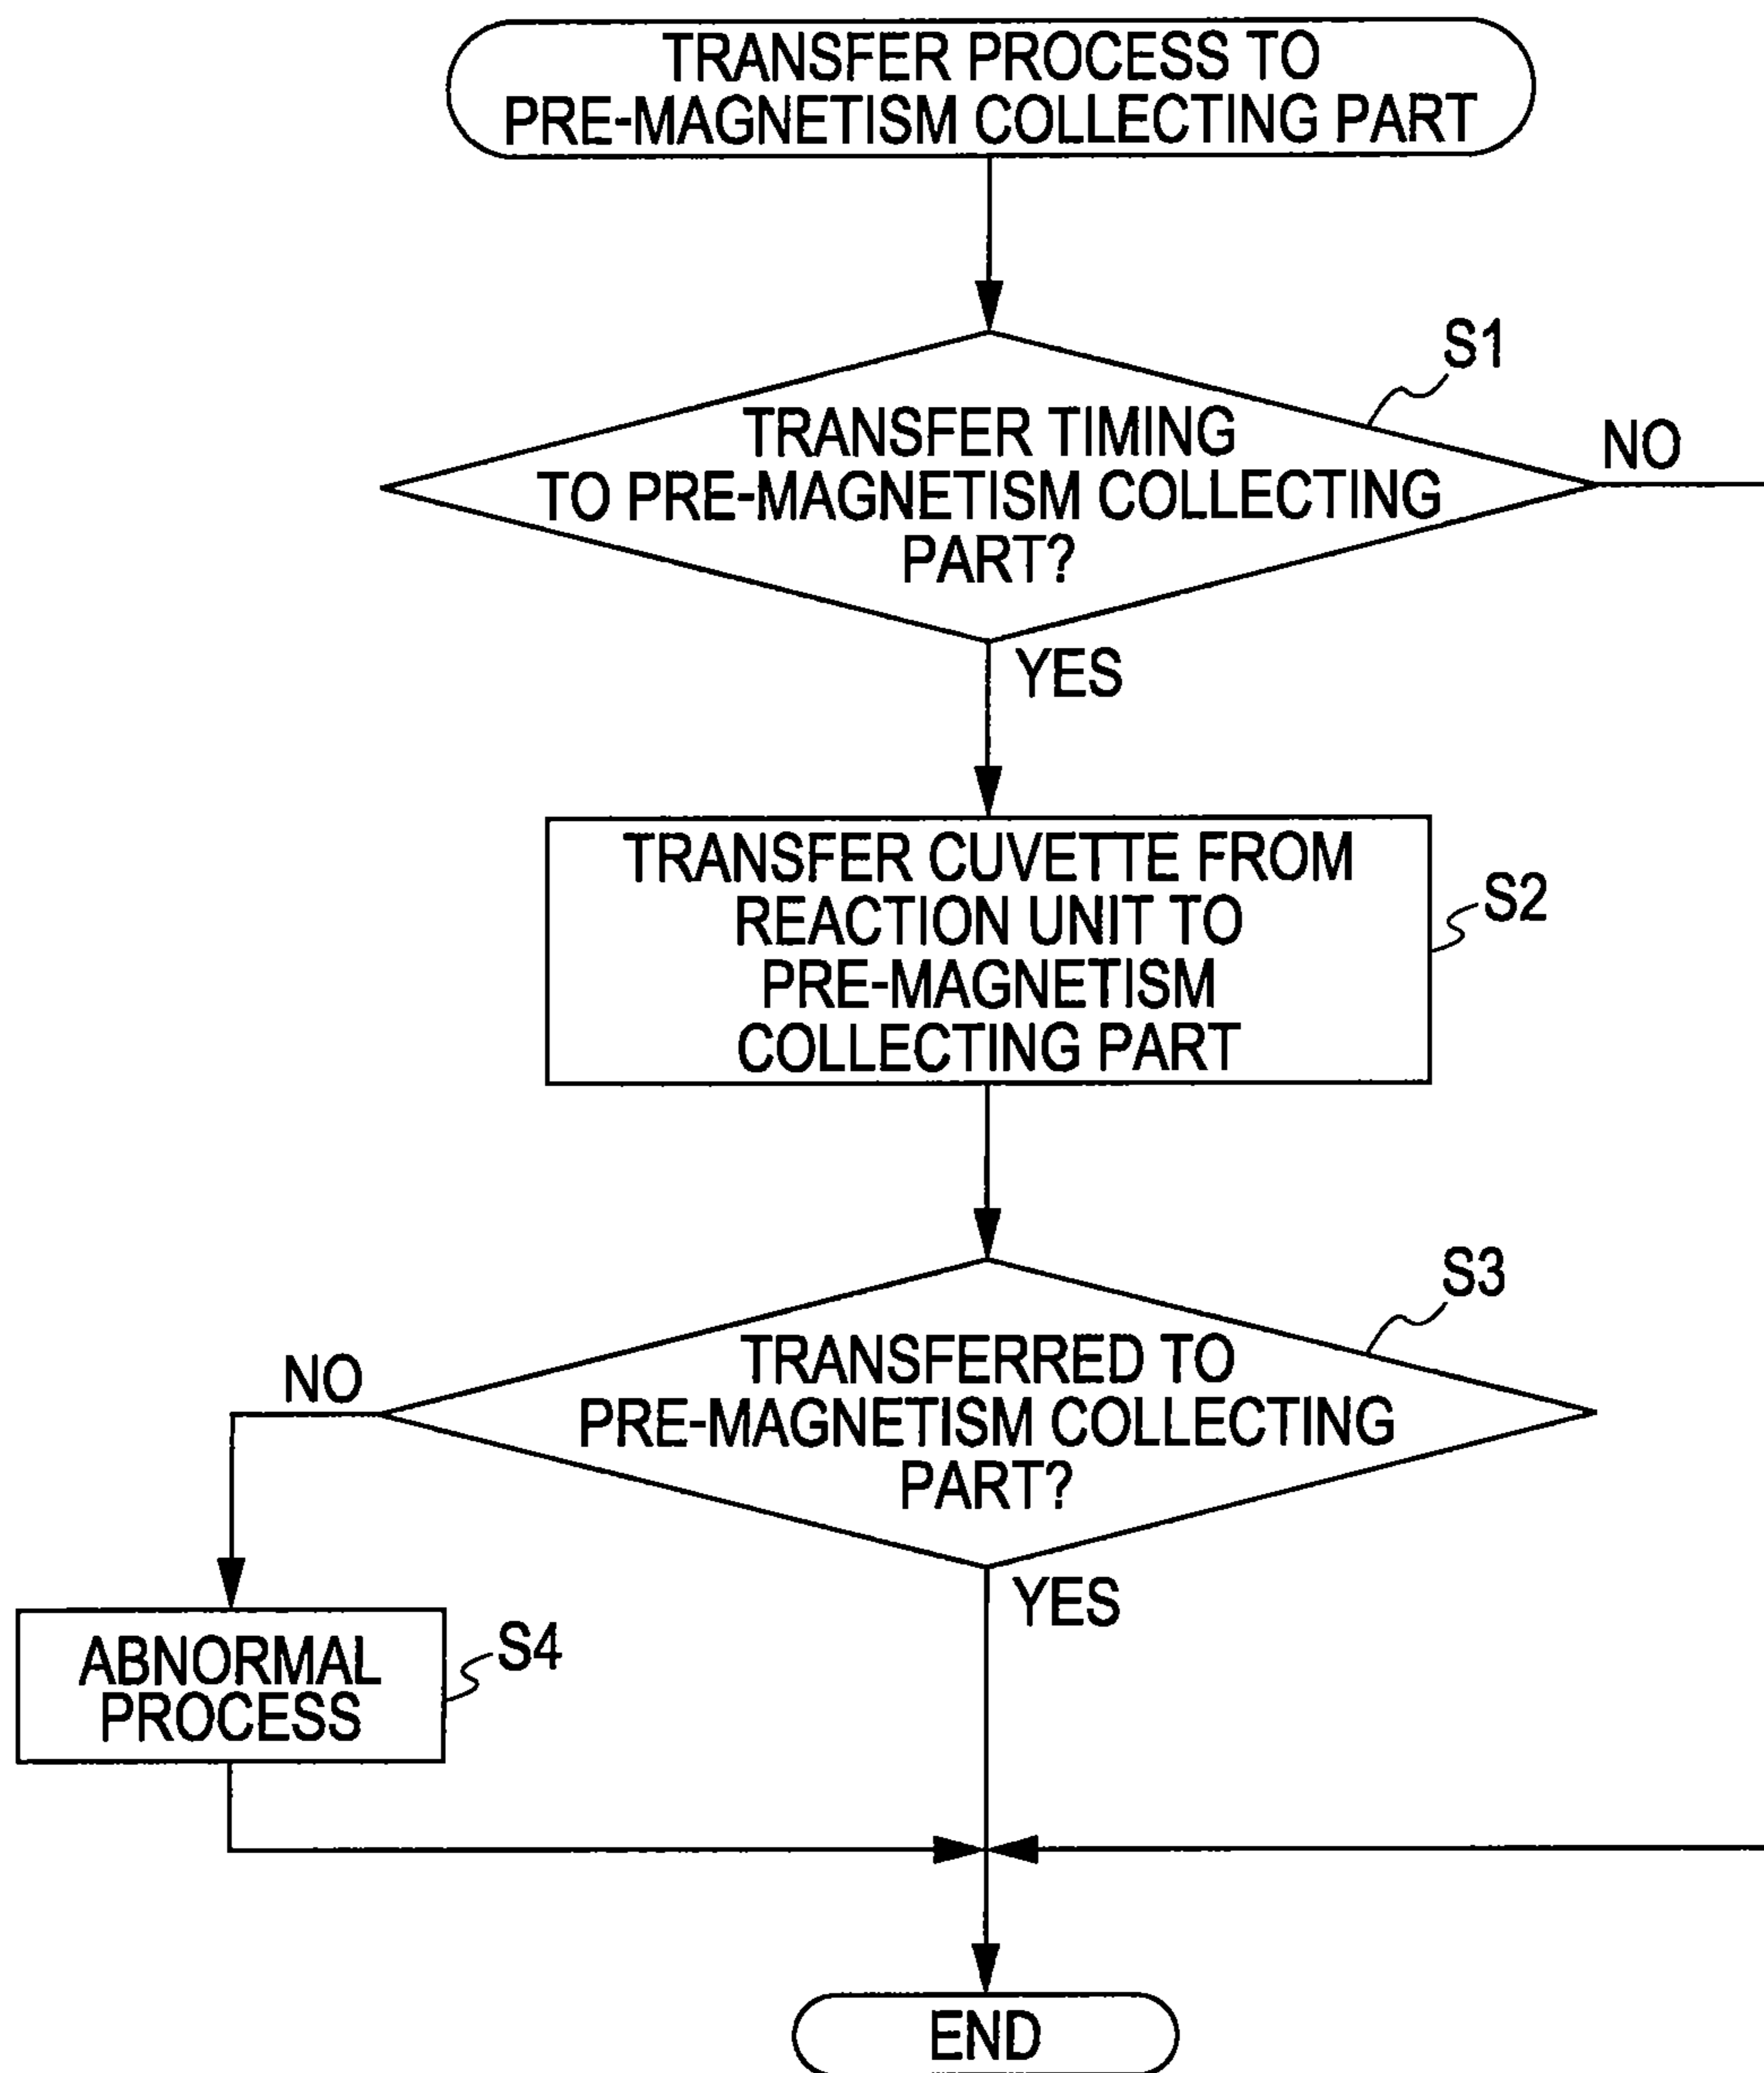 TRANSFER PROCESS TO
PRE-MAGNETISM COLLECTING PART
S1
TRANSFER TIMING
TO PRE-MAGNETISM COLLECTING
PART?
NO
YES
TRANSFER CUVETTE FROM
REACTION UNIT TO
PRE-MAGNETISM
COLLECTING PART
S2
S3
TRANSFERRED TO
PRE-MAGNETISM COLLECTING
PART?
NO
YES
ABNORMAL
PROCESS
S4
END